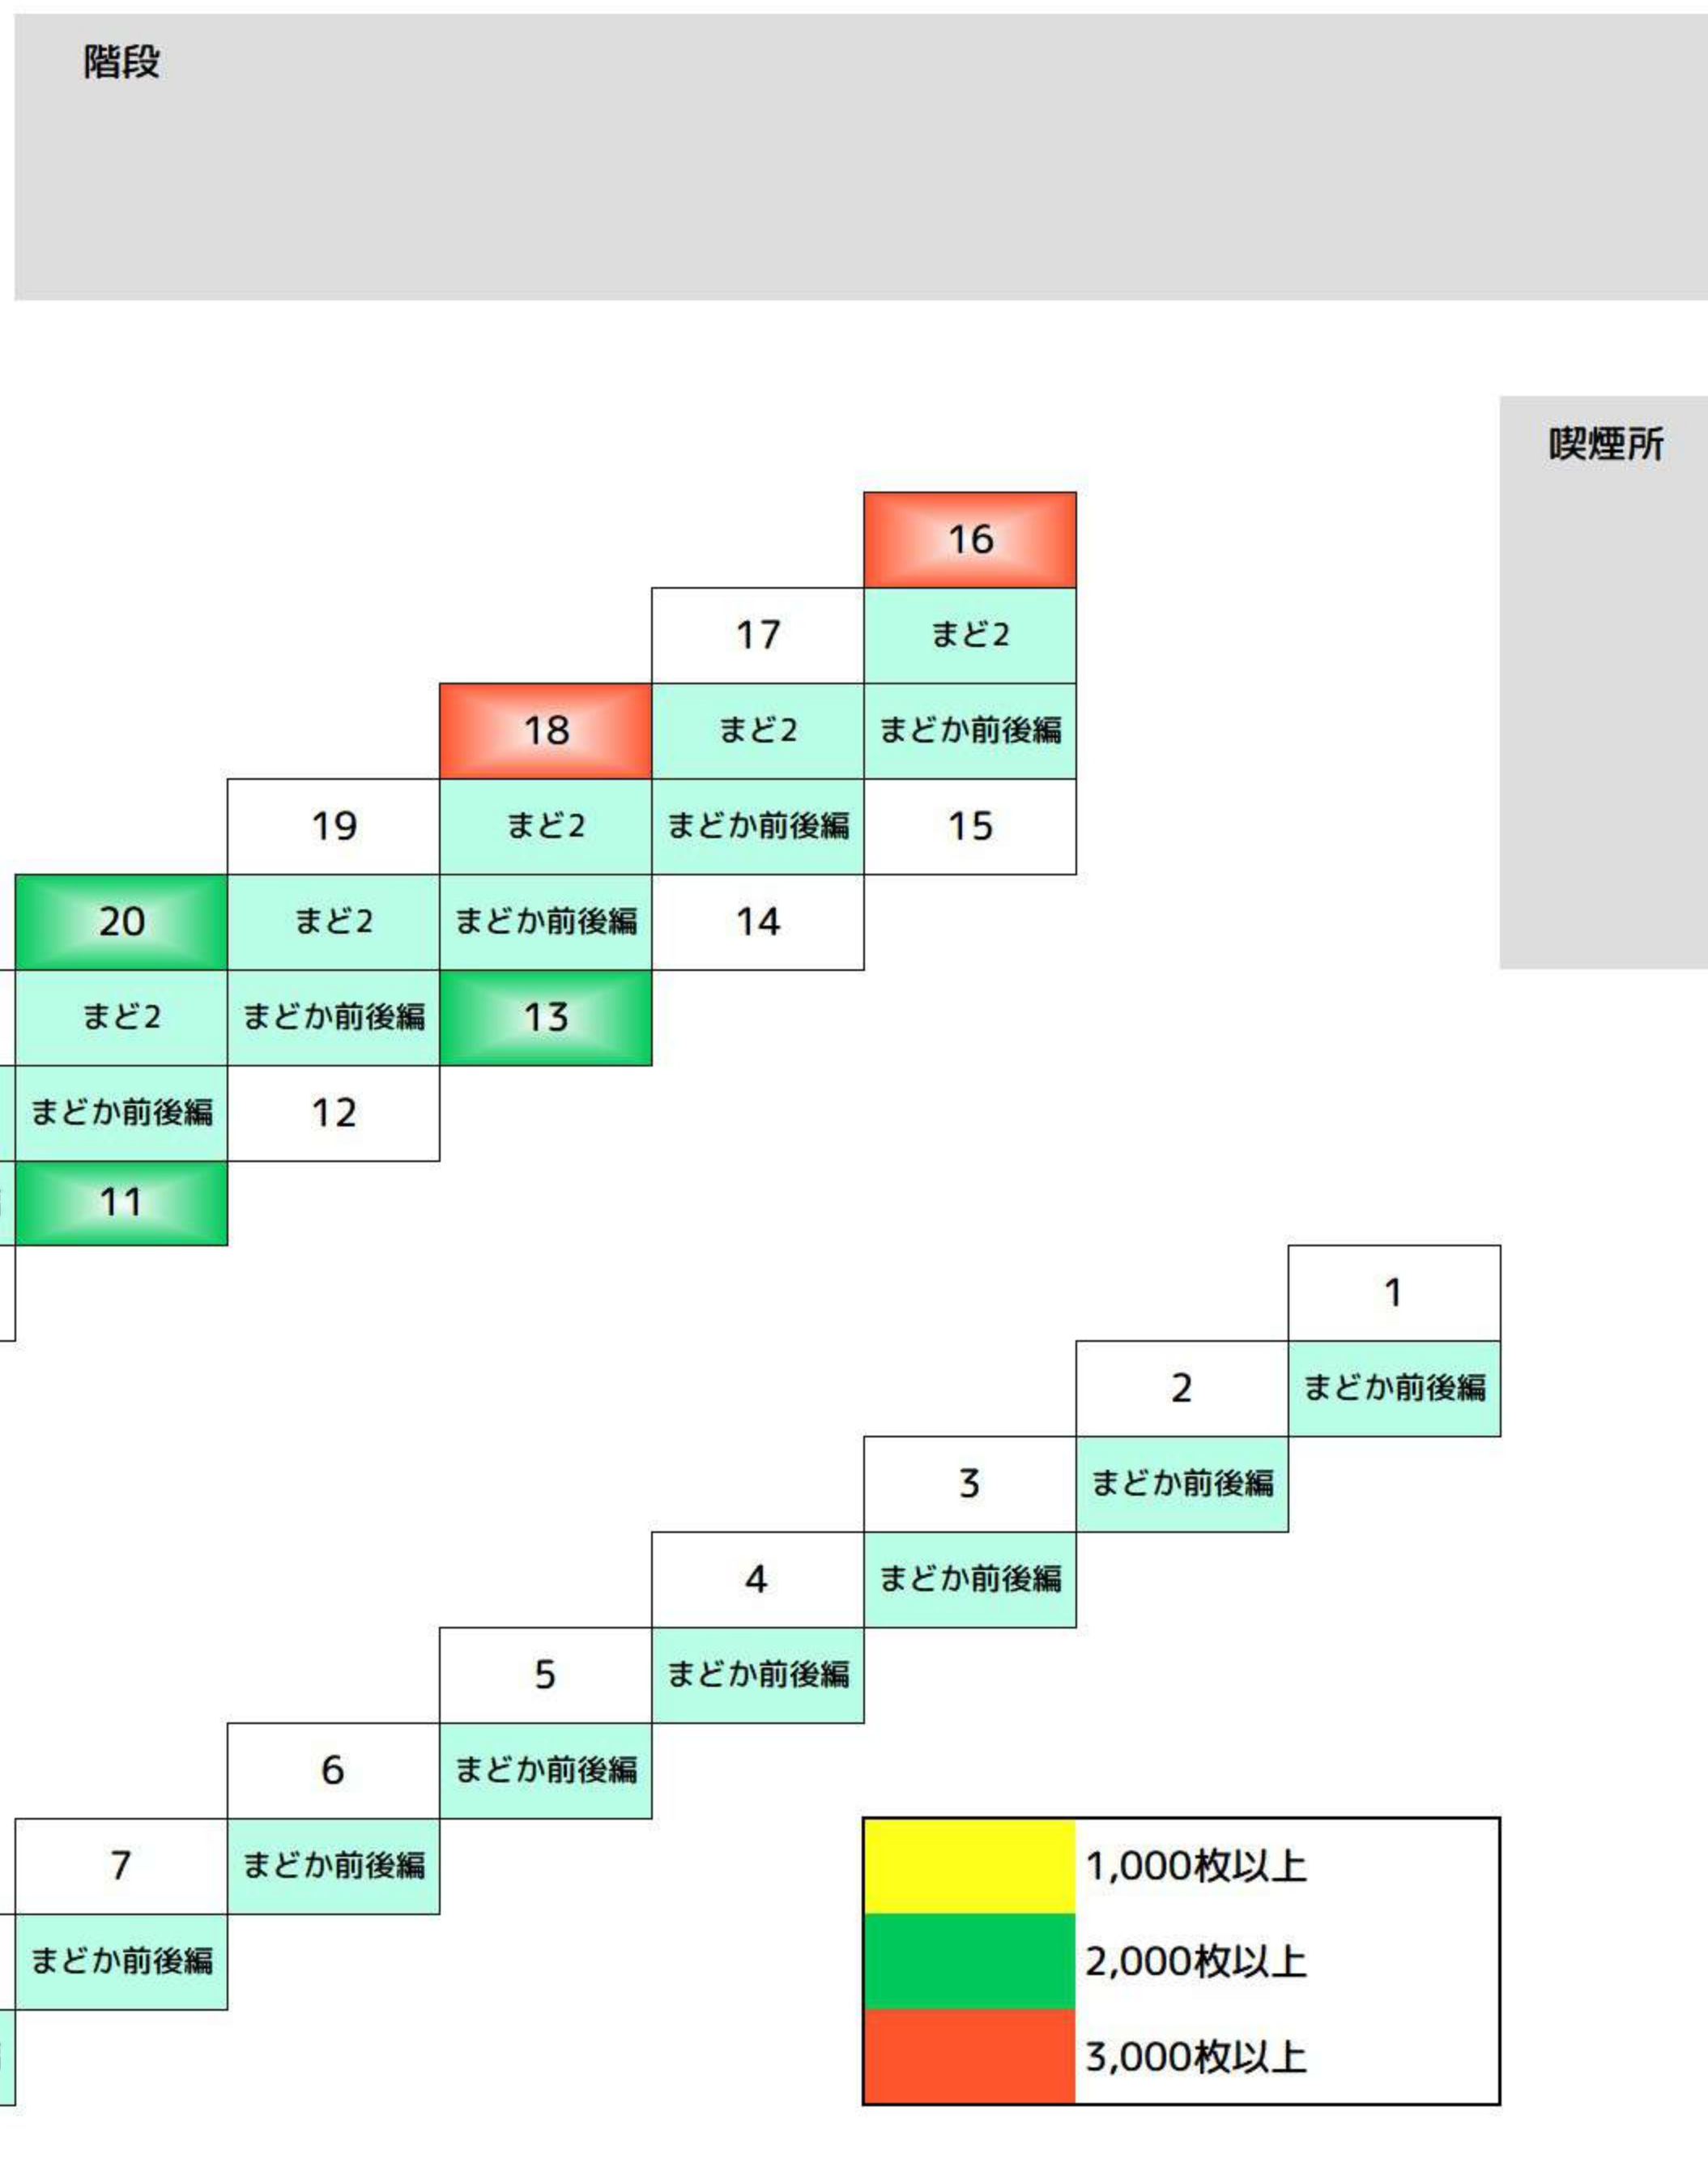 階段
喫煙所
16
17 まど2
18 まど2 まどか前後編
19 まど2 まどか前後編 15
20 まど2 まどか前後編 14
まど2 まどか前後編 13
まどか前後編 12
11
1
2 まどか前後編
3 まどか前後編
4 まどか前後編
5 まどか前後編
6 まどか前後編
7 まどか前後編
まどか前後編
1,000枚以上
2,000枚以上
3,000枚以上